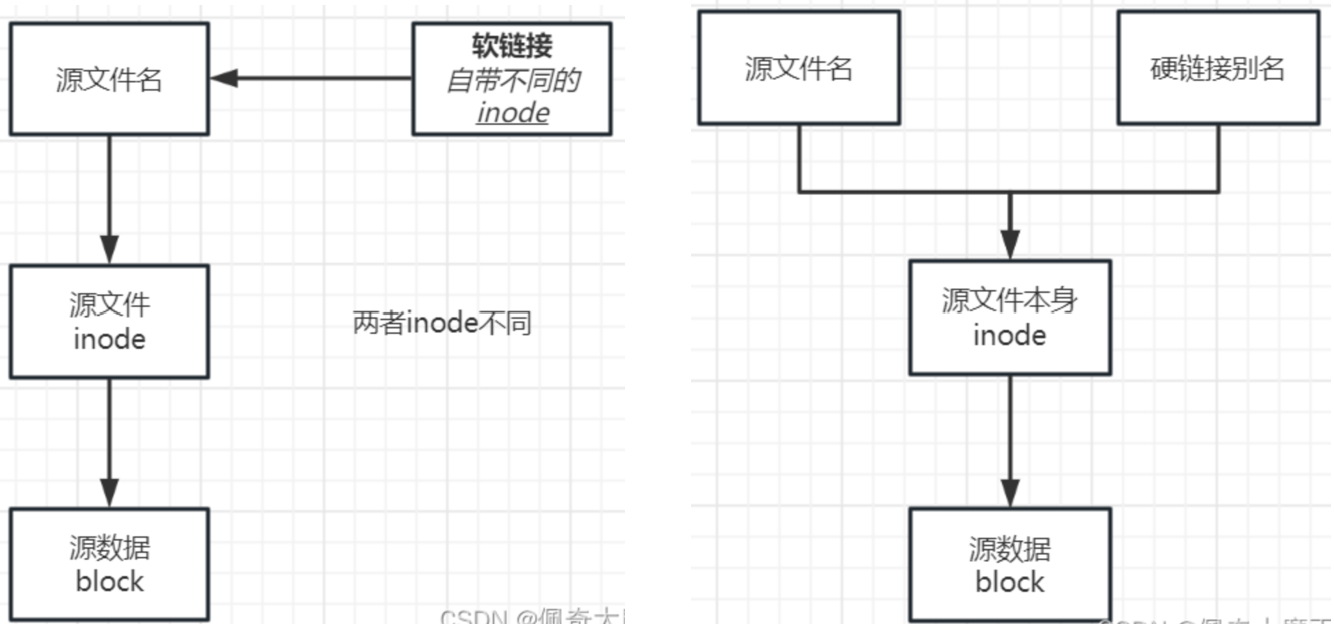 源文件名
软链接
自带不同的
inode
源文件
inode
两者inode不同
源数据
block
CSDN @佩奇大
源文件名
硬链接别名
源文件本身
inode
源数据
block